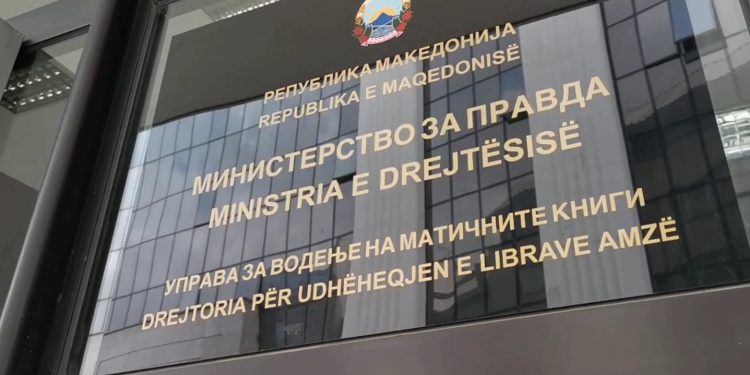 РЕПУБЛИКА МАКЕДОНИЈА
REPUBLIKA E MAQEDONISË
МИНИСТЕРСТВО ЗА ПРАВДА
MINISTRIA E DREJTËSISË
УПРАВА ЗА ВОДЕЊЕ НА МАТИЧНИТЕ КНИГИ
DREJTORIA PËR UDHËHEQJEN E LIBRAVE AMZË